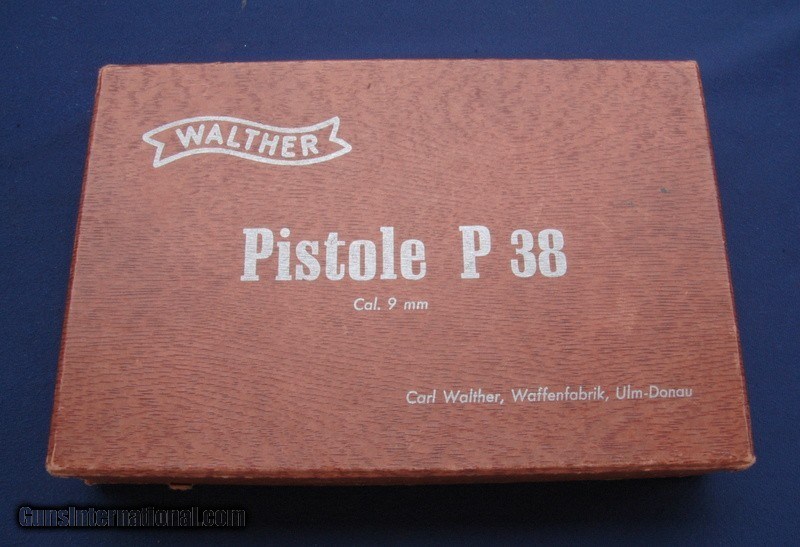 WALTHER
Pistole P 38
Cal. 9 mm
Carl Walther, Waffenfabrik, Ulm-Donau
GunsInternational.com